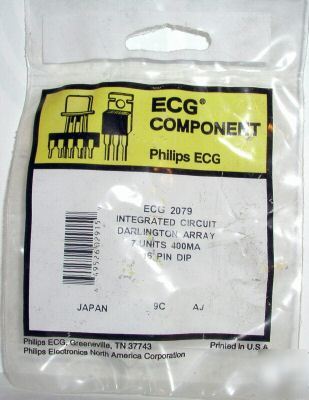 ECG®
COMPONENT
Philips ECG
ECG 2079
INTEGRATED CIRCUIT
DARLINGTON ARRAY
7 UNITS 400MA
16 PIN DIP
JAPAN 9C AJ
Philips ECG, Greeneville, TN 37743
Philips Electronics North America Corporation
Printed in U.S.A.